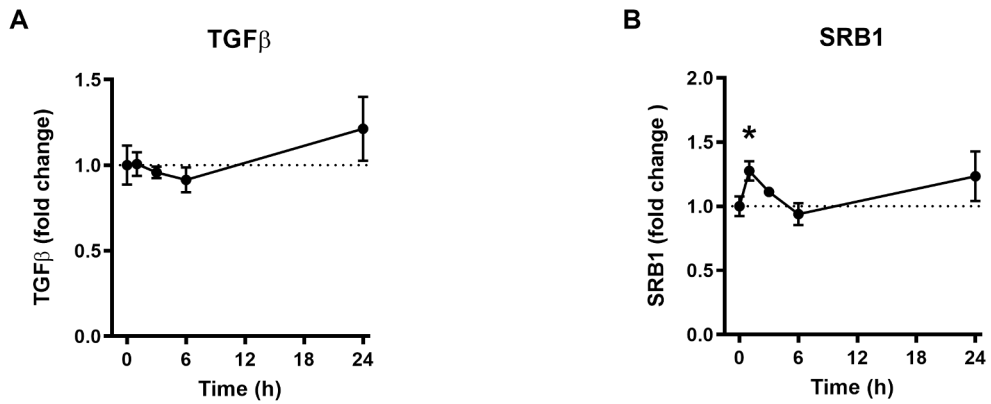 A
TGFβ
TGFβ (fold change)
1.5
1.0
0.5
0.0
0 6 12 18 24
Time (h)
B
SRB1
SRB1 (fold change )
2.0
1.5
1.0
0.5
0.0
*
0 6 12 18 24
Time (h)